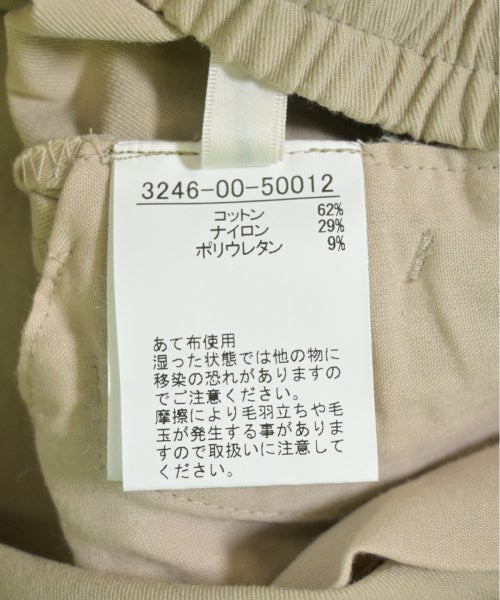 3246-00-50012
コットン 62%
ナイロン 29%
ポリウレタン 9%
あて布使用
湿った状態では他の物に
移染の恐れがありますの
でご注意ください。
摩擦により毛羽立ちや毛
玉が発生する事がありま
すので取扱いに注意して
ください。